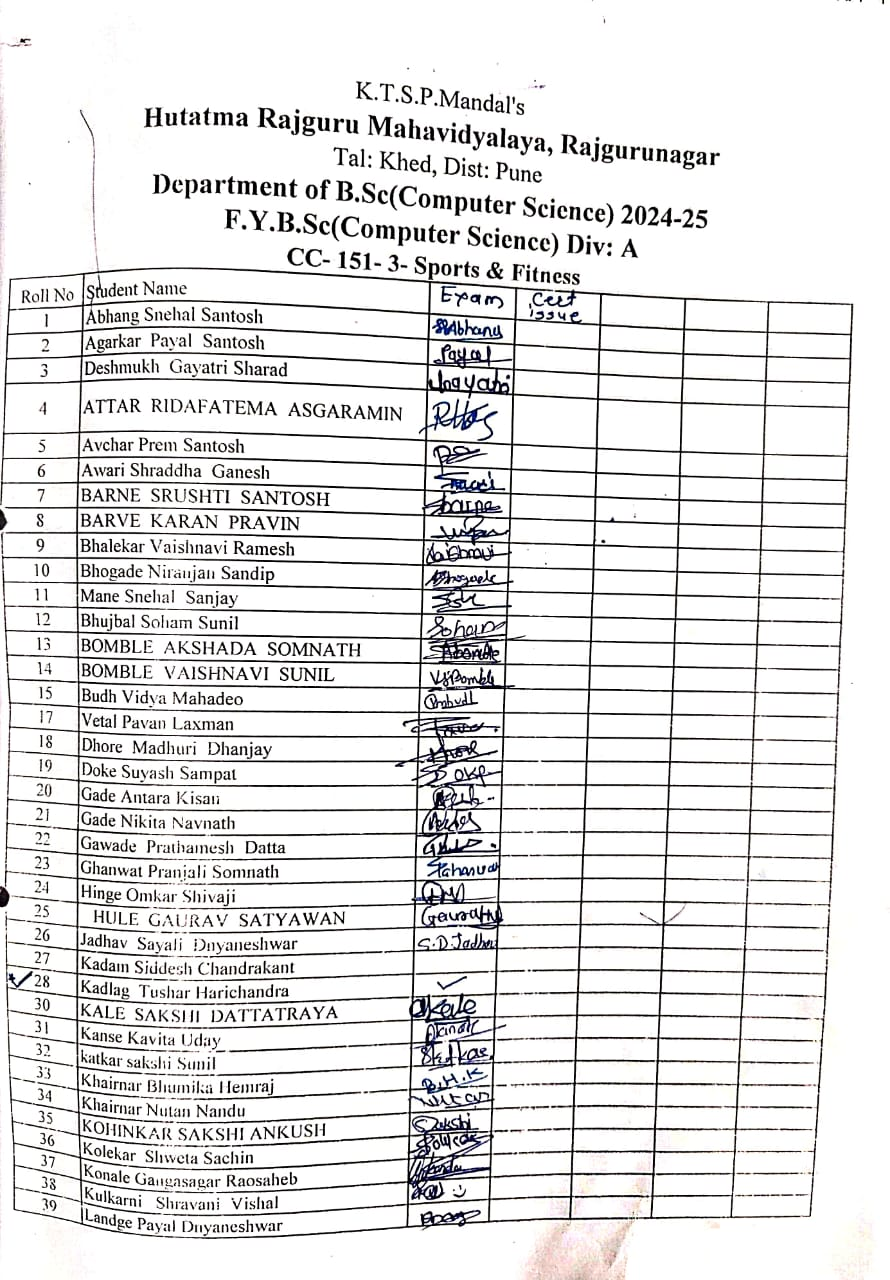 K.T.S.P.Mandal's
Hutatma Rajguru Mahavidyalaya, Rajgurunagar
Tal: Khed, Dist: Pune
Department of B.Sc(Computer Science) 2024-25
F.Y.B.Sc(Computer Science) Div: A
CC- 151- 3- Sports & Fitness
Roll No Student Name Exam Cert issue
1 Abhang Snehal Santosh Abhang
2 Agarkar Payal Santosh Payal
3 Deshmukh Gayatri Sharad
4 ATTAR RIDAFATEMA ASGARAMIN
5 Avchar Prem Santosh
6 Awari Shraddha Ganesh
7 BARNE SRUSHTI SANTOSH
8 BARVE KARAN PRAVIN
9 Bhalekar Vaishnavi Ramesh
10 Bhogade Niranjan Sandip
11 Mane Snehal Sanjay
12 Bhujbal Soham Sunil Soham
13 BOMBLE AKSHADA SOMNATH
14 BOMBLE VAISHNAVI SUNIL
15 Budh Vidya Mahadeo
17 Vetal Pavan Laxman
18 Dhore Madhuri Dhanjay
19 Doke Suyash Sampat
20 Gade Antara Kisan
21 Gade Nikita Navnath
22 Gawade Prathamesh Datta
23 Ghanwat Pranjali Somnath
24 Hinge Omkar Shivaji
25 HULE GAURAV SATYAWAN
26 Jadhav Sayali Dnyaneshwar S.D.Jadhav
27 Kadam Siddesh Chandrakant
28 Kadlag Tushar Harichandra
30 KALE SAKSHI DATTATRAYA
31 Kanse Kavita Uday
32 katkar sakshi Sunil
33 Khairnar Bhumika Hemraj B.H.K
34 Khairnar Nutan Nandu
35 KOHINKAR SAKSHI ANKUSH Sakshi
36 Kolekar Shweta Sachin
37 Konale Gangasagar Raosaheb
38 Kulkarni Shravani Vishal
39 Landge Payal Dnyaneshwar